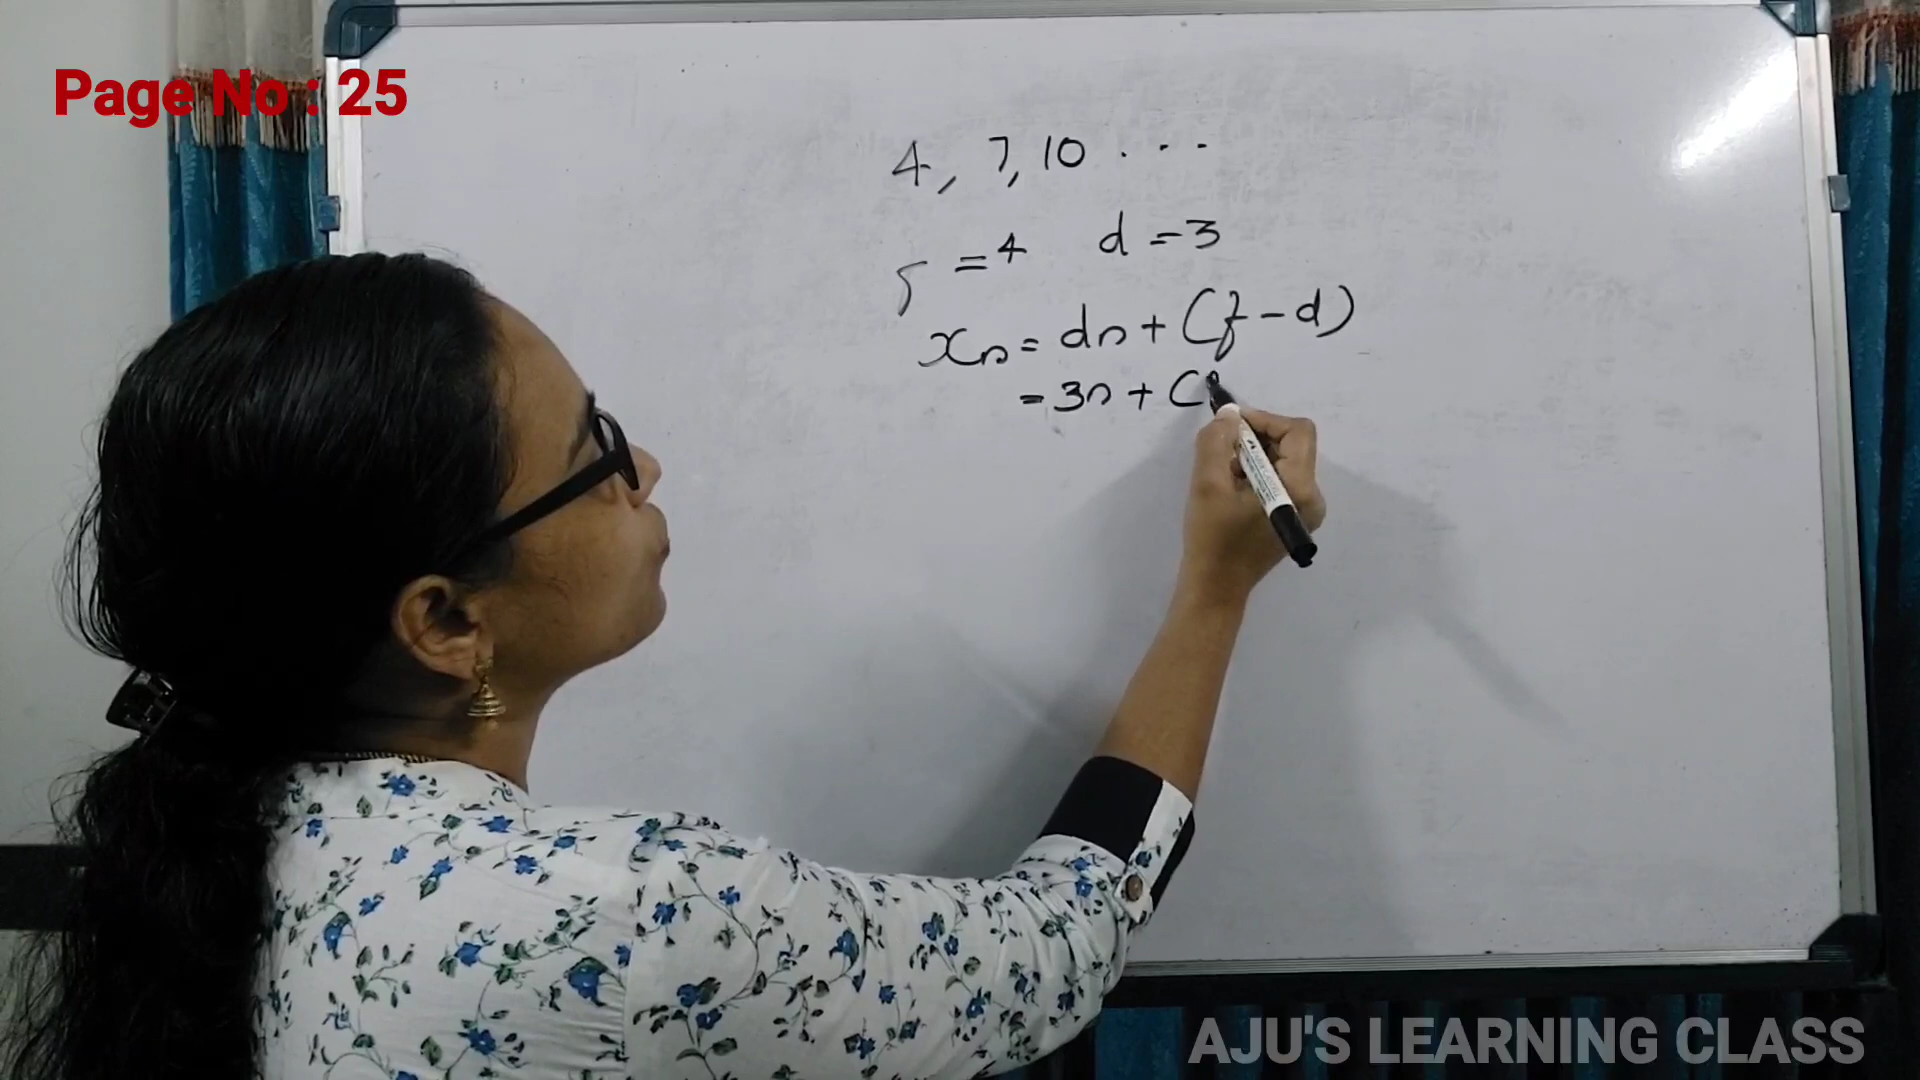 Page No : 25
4, 7, 10 . . .
f = 4 d = 3
xn = dn + (f - d)
= 3n + (
AJU'S LEARNING CLASS